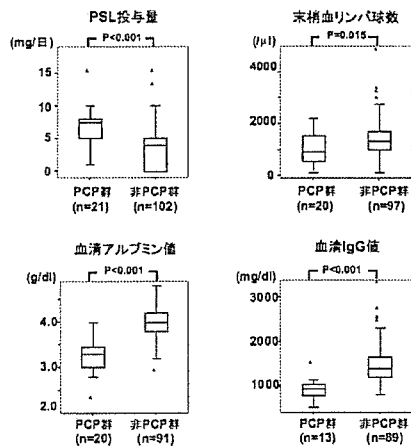 PSL投与量
(mg/日)
P<0.001
15
10
5
0
PCP群
(n=21)
非PCP群
(n=102)
末梢血リンパ球数
(/μl)
P=0.015
4000
2000
0
PCP群
(n=20)
非PCP群
(n=97)
血清アルブミン値
(g/dl)
P<0.001
4.0
3.0
2.0
PCP群
(n=20)
非PCP群
(n=91)
血清IgG値
(mg/dl)
P<0.001
3000
2000
1000
PCP群
(n=13)
非PCP群
(n=89)